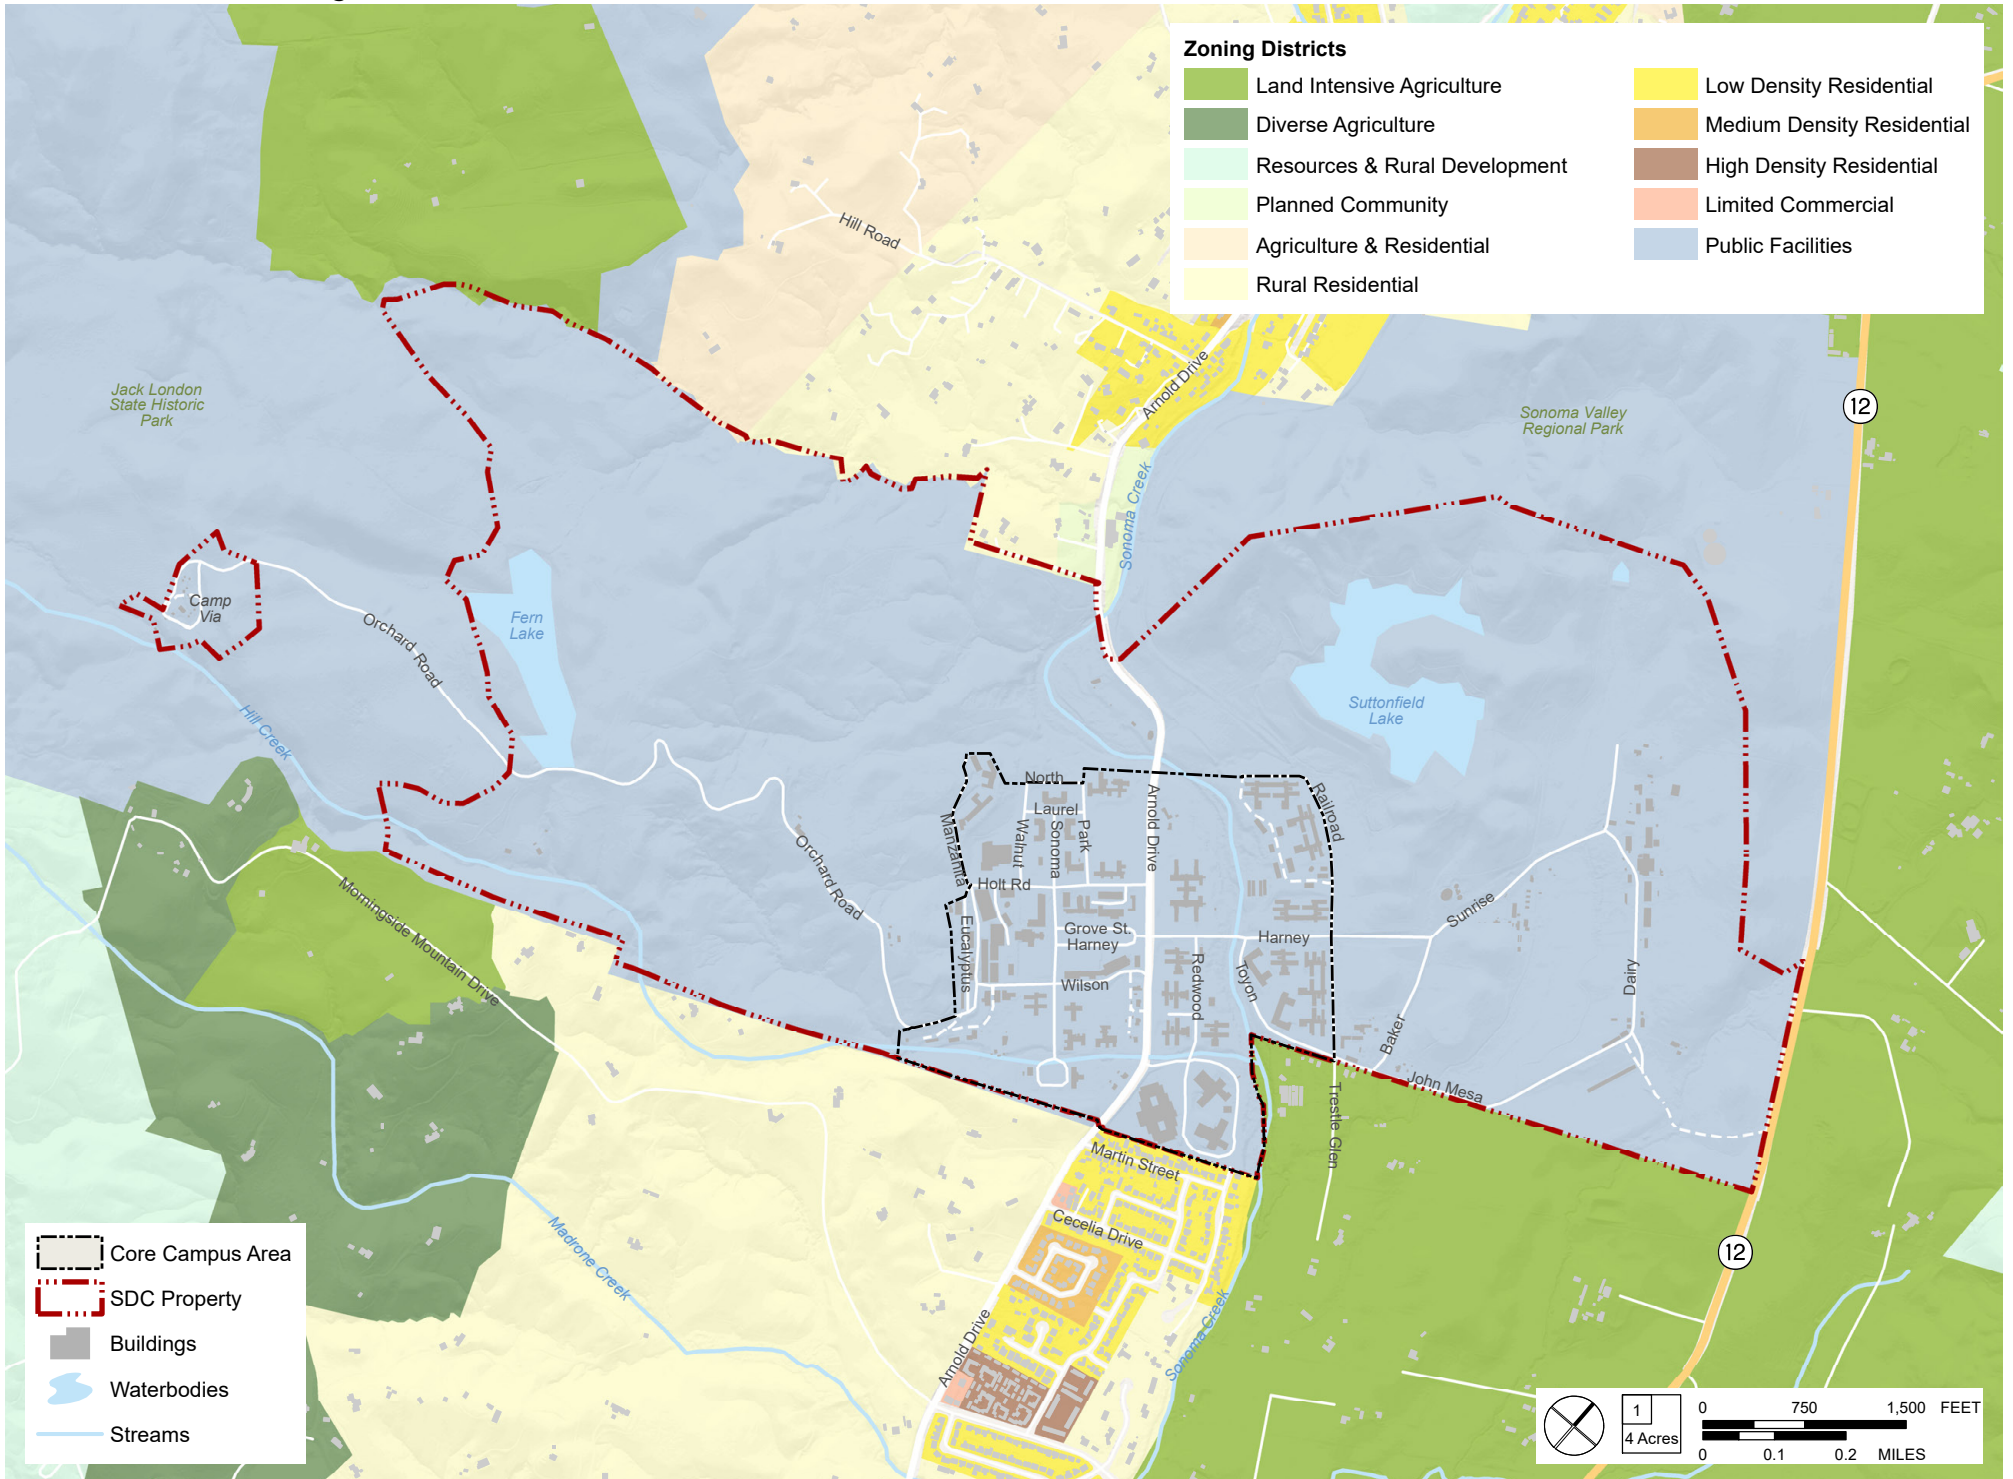 Zoning Districts
Land Intensive Agriculture
Diverse Agriculture
Resources & Rural Development
Planned Community
Agriculture & Residential
Rural Residential
Low Density Residential
Medium Density Residential
High Density Residential
Limited Commercial
Public Facilities
Hill Road
Arnold Drive
12
Jack London
State Historic
Park
Sonoma Valley
Regional Park
Sonoma Creek
Camp
Via
Orchard Road
Fern
Lake
Hill Creek
Suttonfield
Lake
North
Laurel
Manzanita
Walnut
Sonoma
Park
Arnold Drive
Railroad
Orchard Road
Holt Rd
Eucalyptus
Grove St.
Harney
Harney
Sunrise
Wilson
Redwood
Toyon
Dairy
Baker
Morningside Mountain Drive
John Mesa
Trestle Glen
Martin Street
Cecelia Drive
Madrone Creek
Sonoma Creek
Arnold Drive
12
Core Campus Area
SDC Property
Buildings
Waterbodies
Streams
1
4 Acres
0 750 1,500 FEET
0 0.1 0.2 MILES